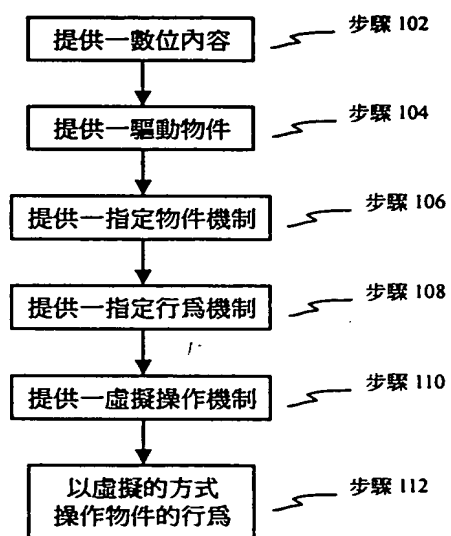 提供一數位內容
步驟 102
提供一驅動物件
步驟 104
提供一指定物件機制
步驟 106
提供一指定行爲機制
步驟 108
提供一虛擬操作機制
步驟 110
以虛擬的方式
操作物件的行爲
步驟 112